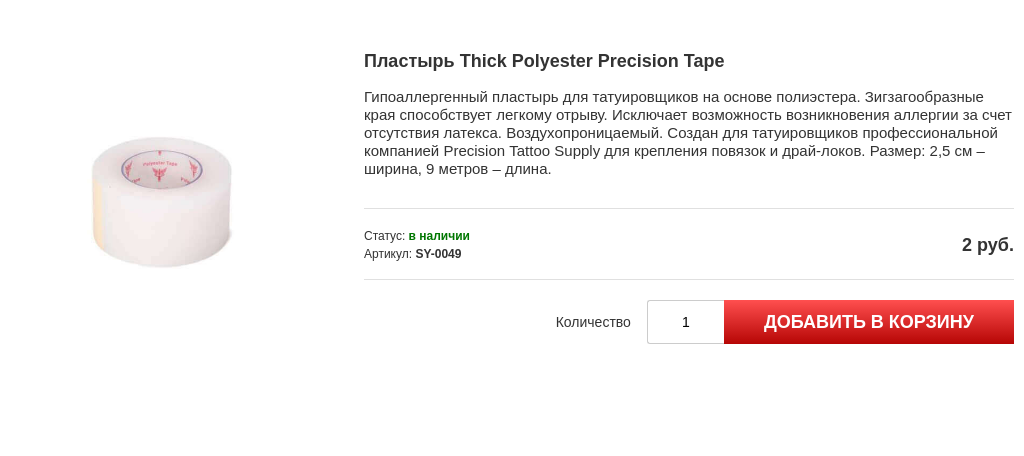 Пластырь Thick Polyester Precision Tape
Гипоаллергенный пластырь для татуировщиков на основе полиэстера. Зигзагообразные
края способствует легкому отрыву. Исключает возможность возникновения аллергии за счет
отсутствия латекса. Воздухопроницаемый. Создан для татуировщиков профессиональной
компанией Precision Tattoo Supply для крепления повязок и драй-локов. Размер: 2,5 см –
ширина, 9 метров – длина.
Polyester Tape
Статус: в наличии
Артикул: SY-0049
2 руб.
Количество
1
ДОБАВИТЬ В КОРЗИНУ